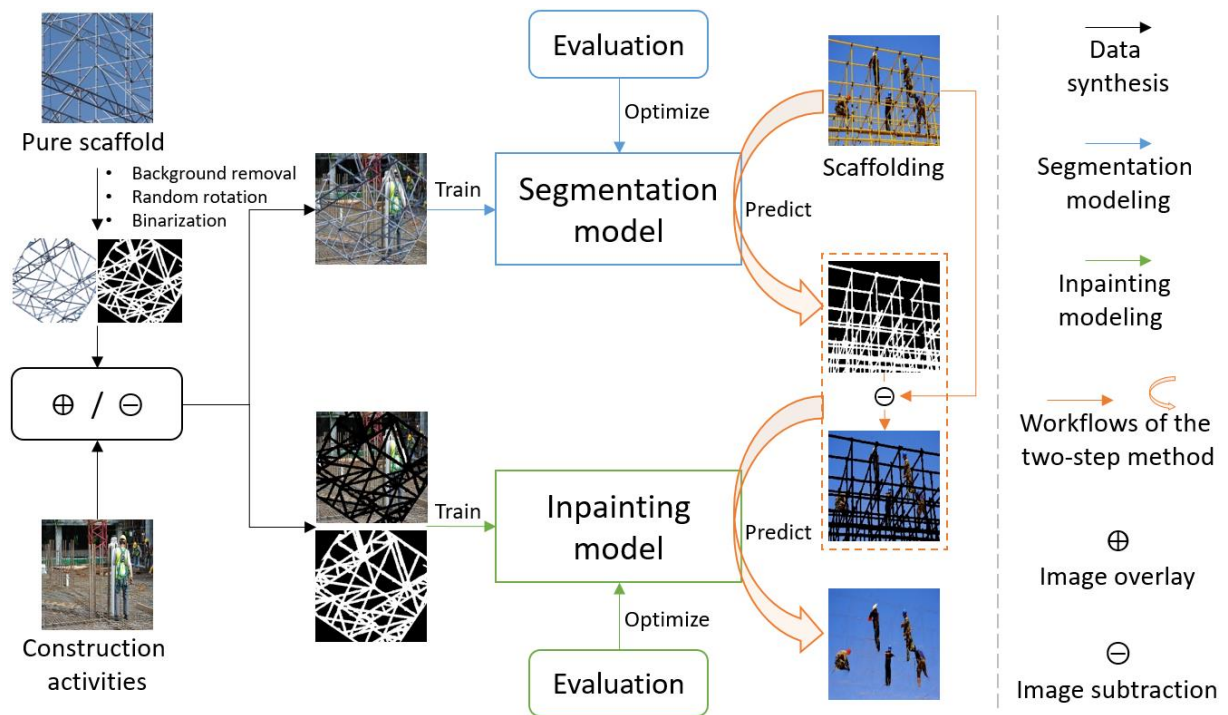 Pure scaffold
• Background removal
• Random rotation
• Binarization
⊕ / ⊖
Construction
activities
Evaluation
Optimize
Train
Segmentation
model
Predict
Scaffolding
⊖
Train
Inpainting
model
Predict
Optimize
Evaluation
Data
synthesis
Segmentation
modeling
Inpainting
modeling
Workflows of the
two-step method
⊕
Image overlay
⊖
Image subtraction